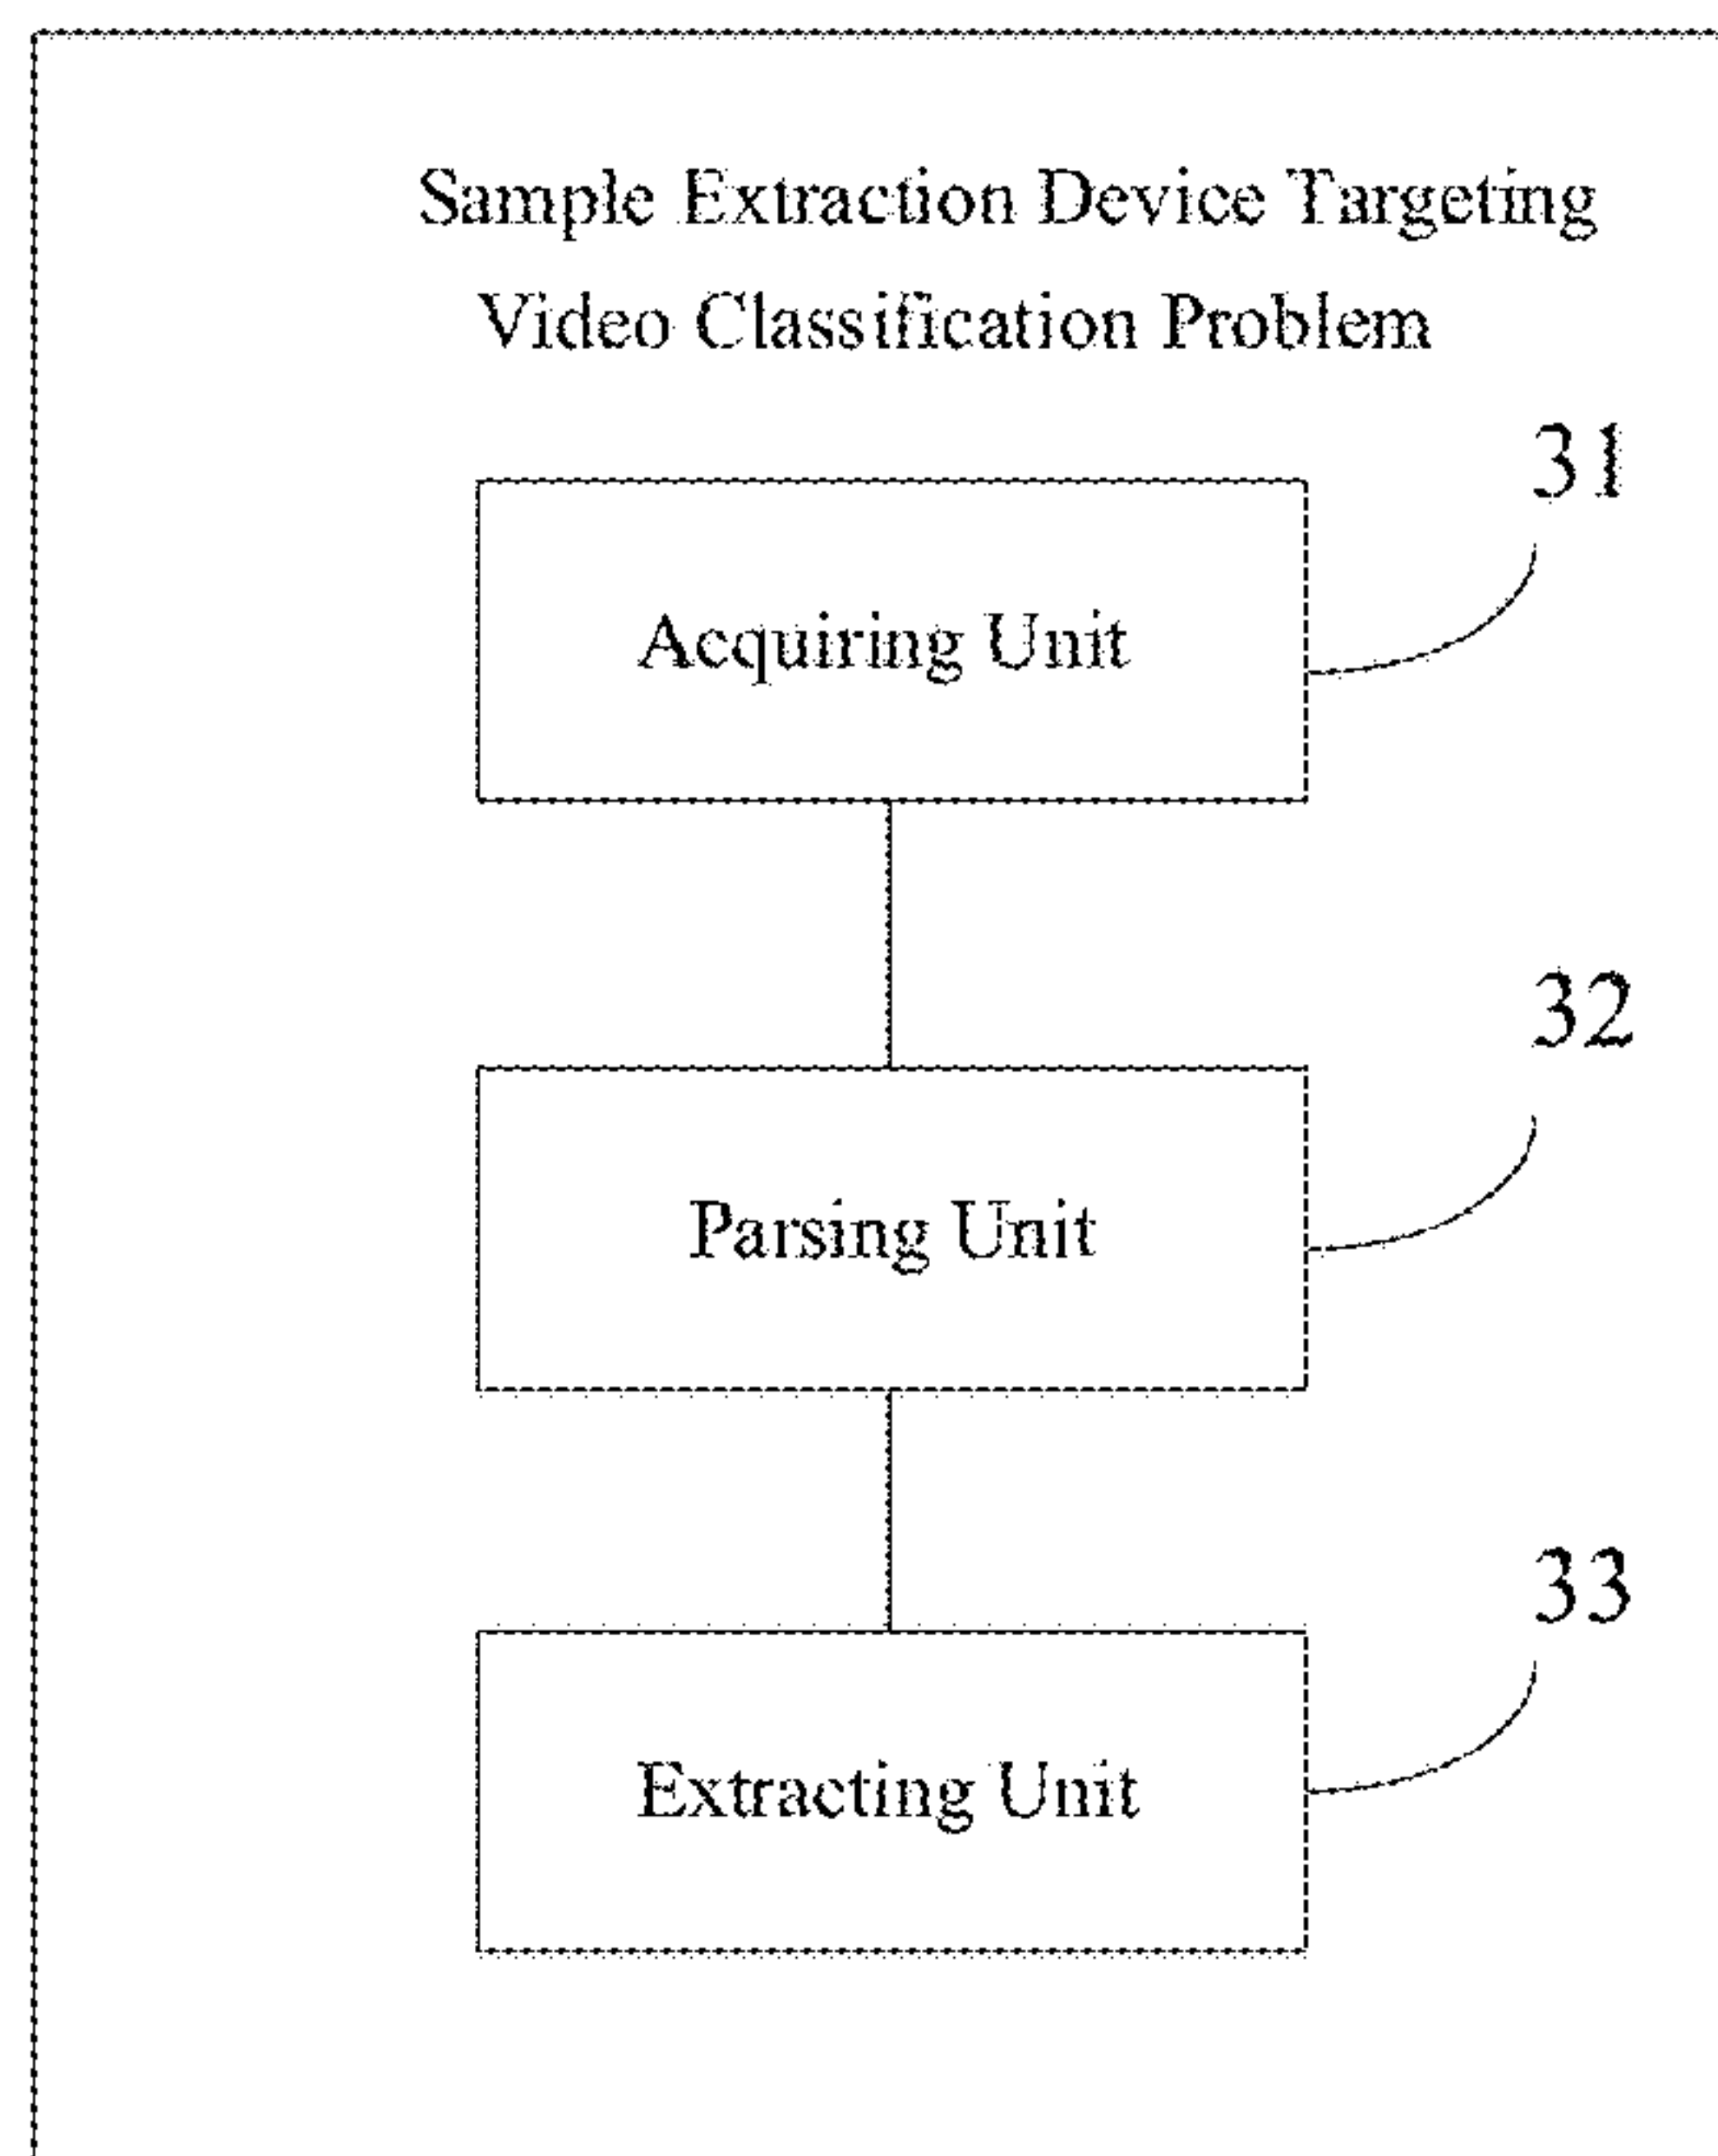 Sample Extraction Device Targeting
Video Classification Problem
31
Acquiring Unit
32
Parsing Unit
33
Extracting Unit